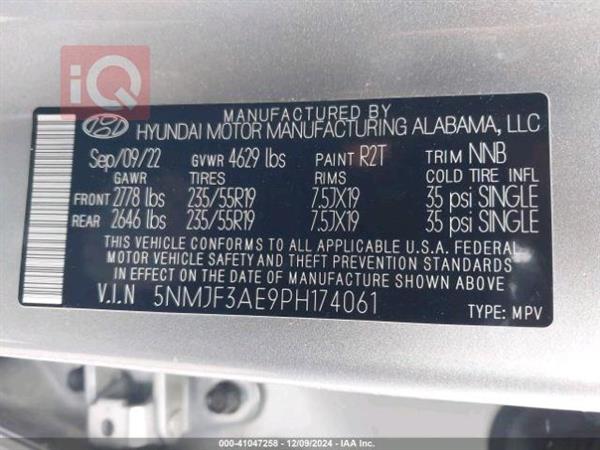 iQ
MANUFACTURED BY
HYUNDAI MOTOR MANUFACTURING ALABAMA, LLC
Sep/09/22 GVWR 4629 lbs PAINT R2T TRIM NNB
GAWR TIRES RIMS COLD TIRE INFL
FRONT 2778 lbs 235/55R19 7.5JX19 35 psi SINGLE
REAR 2646 lbs 235/55R19 7.5JX19 35 psi SINGLE
THIS VEHICLE CONFORMS TO ALL APPLICABLE U.S.A. FEDERAL
MOTOR VEHICLE SAFETY AND THEFT PREVENTION STANDARDS
IN EFFECT ON THE DATE OF MANUFACTURE SHOWN ABOVE.
V.I.N 5NMJF3AE9PH174061
TYPE: MPV
©COPYRIGHT - 41047258 - 12/09/2024 - IAA Inc.